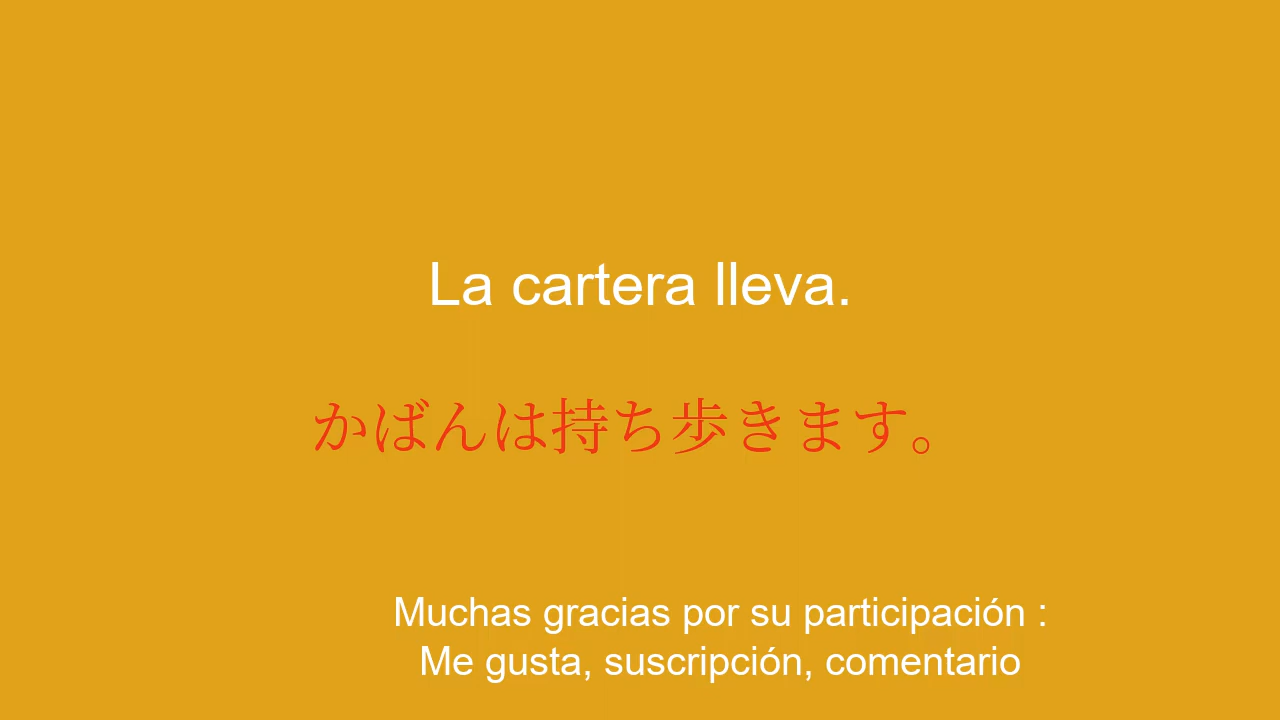 La cartera lleva.
かばんは持ち歩きます。
Muchas gracias por su participación :
Me gusta, suscripción, comentario